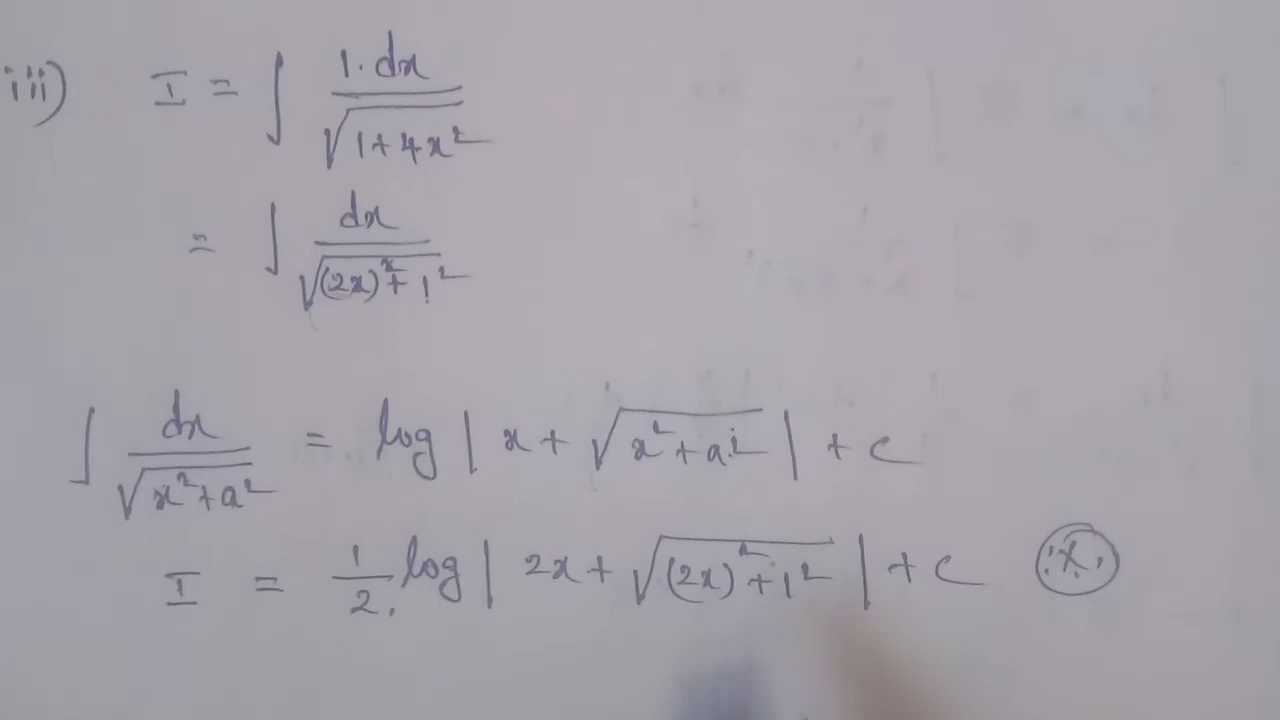 iii) I = ∫ 1·dx / √(1+4x²)
= ∫ dx / √((2x)² + 1²)
∫ dx / √(x²+a²) = log | x + √(x²+a²) | + c
I = 1/2 · log | 2x + √((2x)² + 1²) | + c (x)